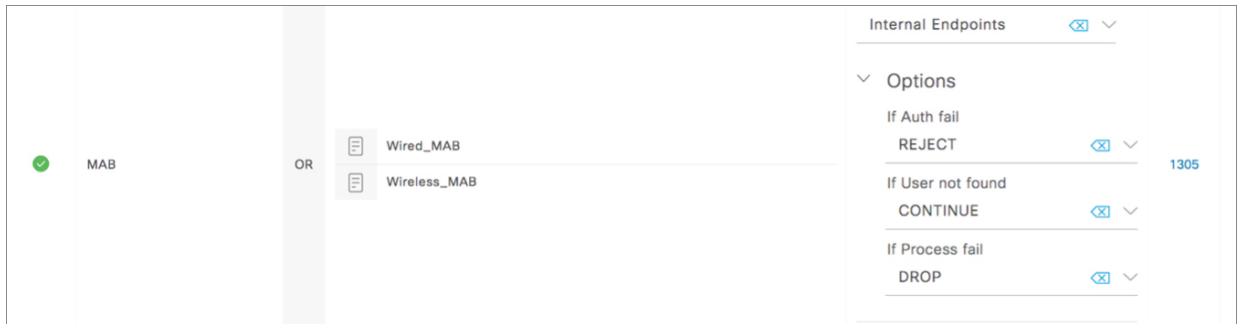 Internal Endpoints
Options
If Auth fail
REJECT
Wired_MAB
MAB
OR
1305
Wireless_MAB
If User not found
CONTINUE
If Process fail
DROP